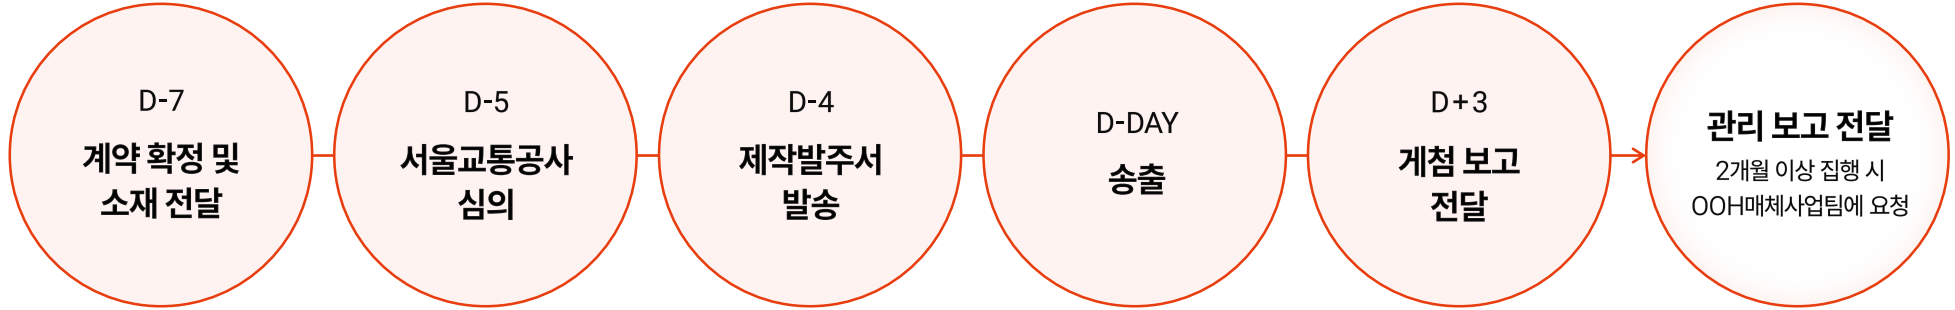 D-7
계약 확정 및
소재 전달
D-5
서울교통공사
심의
D-4
제작발주서
발송
D-DAY
송출
D+3
게첨 보고
전달
관리 보고 전달
2개월 이상 집행 시
OOH매체사업팀에 요청